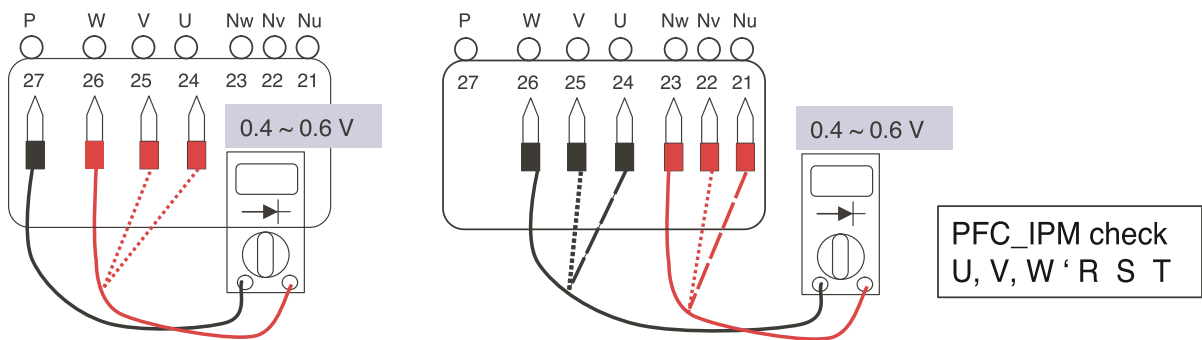 P W V U Nw Nv Nu
27 26 25 24 23 22 21
0.4 ~ 0.6 V
P W V U Nw Nv Nu
27 26 25 24 23 22 21
0.4 ~ 0.6 V
PFC_IPM check
U, V, W ‘ R S T